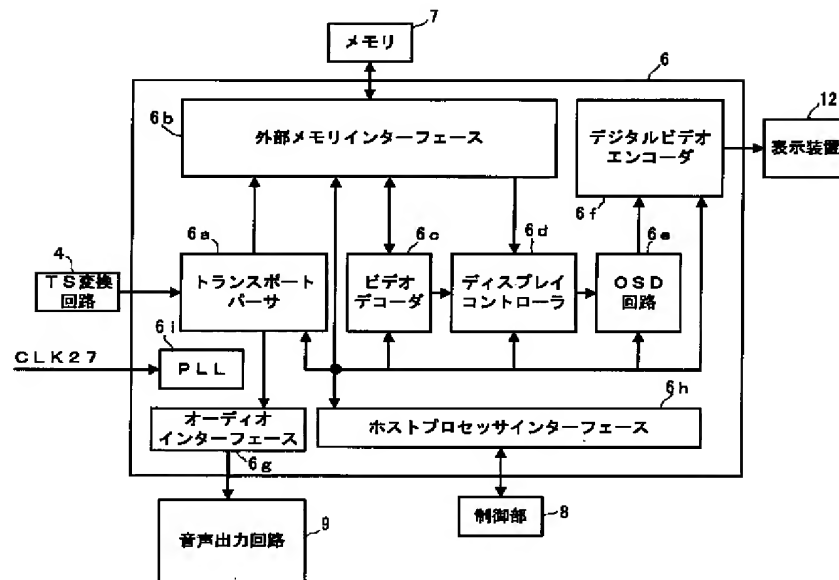 7
メモリ
6
12
6b
外部メモリインターフェース
デジタルビデオ
エンコーダ
表示装置
6f
6a
6c
6d
6e
4
TS変換
回路
トランスポート
パーサ
ビデオ
デコーダ
ディスプレイ
コントローラ
OSD
回路
6i
CLK27
PLL
6h
オーディオ
インターフェース
ホストプロセッサインターフェース
6g
9
音声出力回路
制御部
8